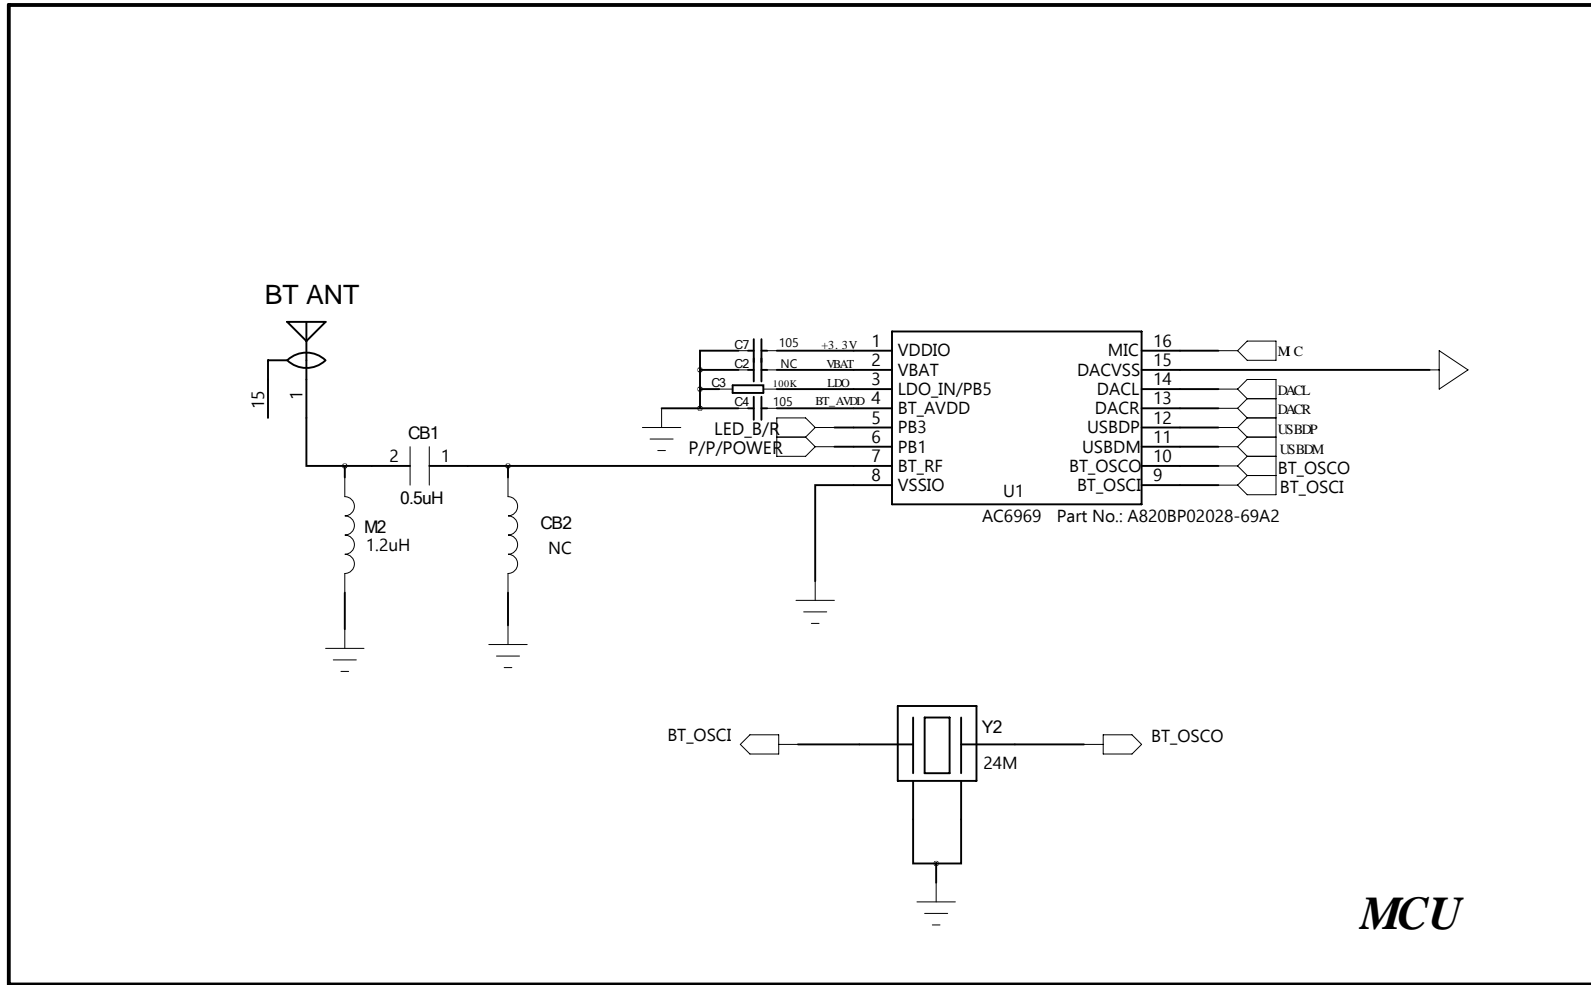 BT ANT
15
1
CB1
2
1
0.5uH
M2
1.2uH
CB2
NC
C7 105 +3.3V 1 VDDIO
C2 NC VBAT 2 VBAT
C3 100K LDO 3 LDO_IN/PB5
C4 105 BT_AVDD 4 BT_AVDD
LED_B/R 5 PB3
P/P/POWER 6 PB1
7 BT_RF
8 VSSIO
MIC 16 M C
DACVSS 15
DACL 14 DACL
DACR 13 DACR
USBDP 12 USBDP
USBDM 11 USBDM
BT_OSCO 10 BT_OSCO
BT_OSCI 9 BT_OSCI
U1
AC6969 Part No.: A820BP02028-69A2
BT_OSCI
Y2
24M
BT_OSCO
MCU